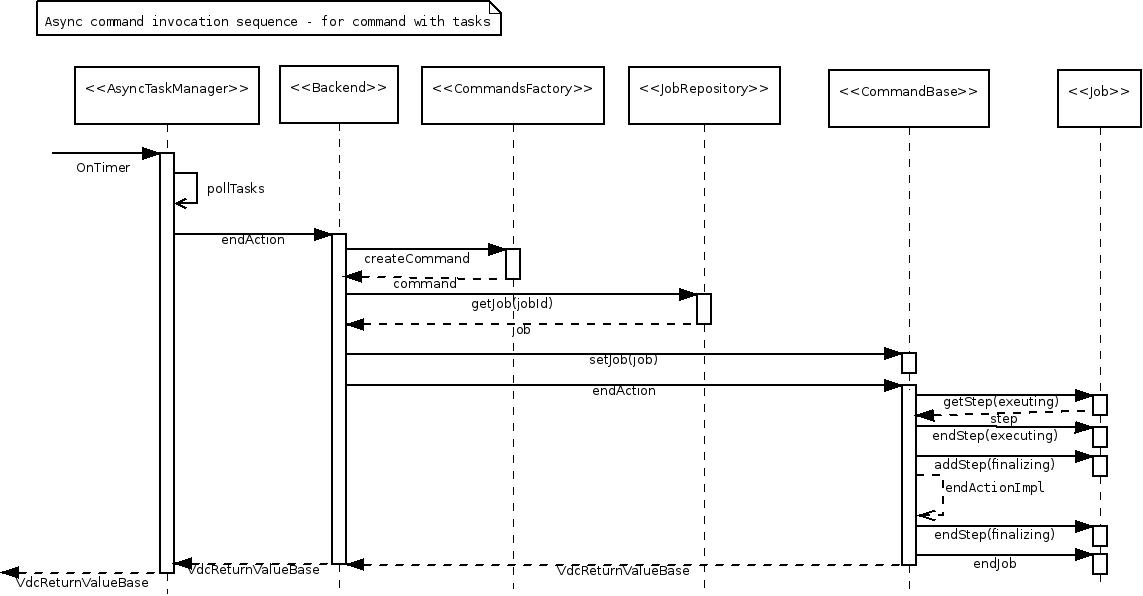 Async command invocation sequence - for command with tasks
<<AsyncTaskManager>>
<<Backend>>
<<CommandsFactory>>
<<JobRepository>>
<<CommandBase>>
<<Job>>
OnTimer
pollTasks
endAction
createCommand
command
getJob(jobId)
job
setJob(job)
endAction
getStep(exeuting)
step
endStep(executing)
addStep(finalizing)
endActionImpl
endStep(finalizing)
endJob
VdcReturnValueBase
VdcReturnValueBase
VdcReturnValueBase